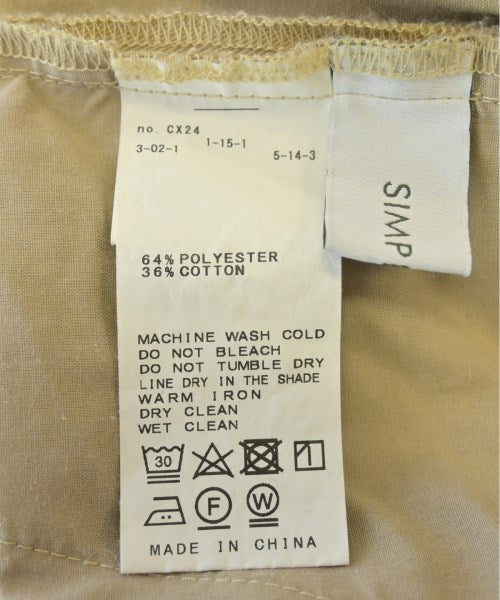 no. CX24
3-02-1 1-15-1 5-14-3
64% POLYESTER
36% COTTON
MACHINE WASH COLD
DO NOT BLEACH
DO NOT TUMBLE DRY
LINE DRY IN THE SHADE
WARM IRON
DRY CLEAN
WET CLEAN
30
F W
MADE IN CHINA
SIMP